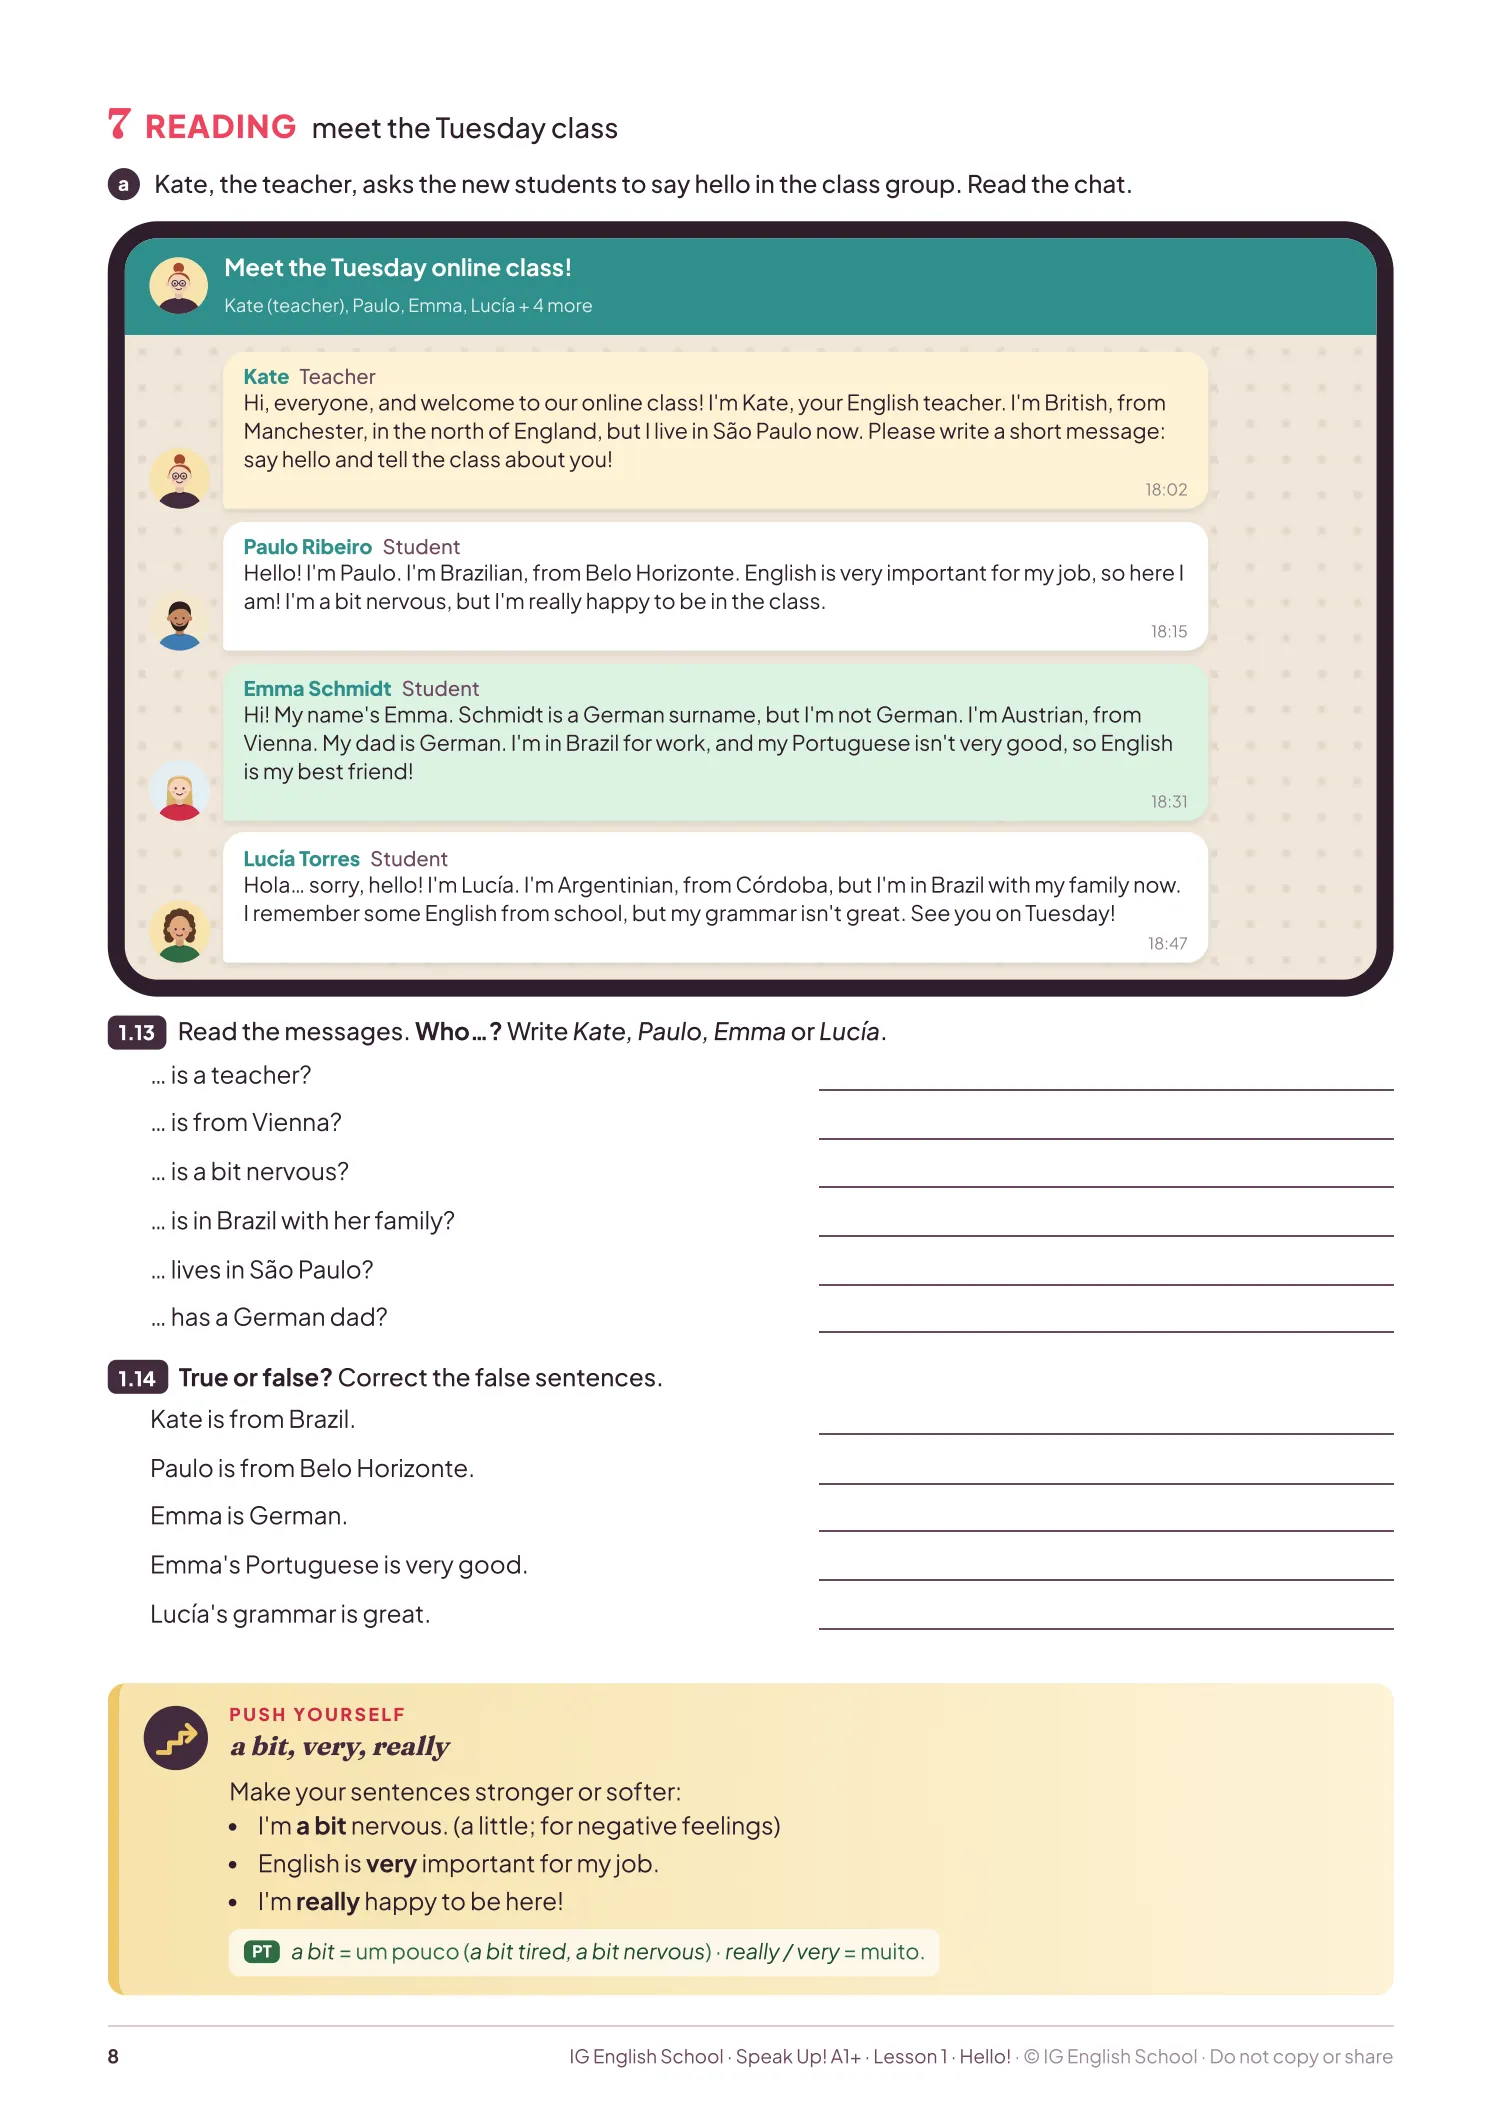 7 READING meet the Tuesday class
a Kate, the teacher, asks the new students to say hello in the class group. Read the chat.
Meet the Tuesday online class!
Kate (teacher), Paulo, Emma, Lucía + 4 more
Kate Teacher
Hi, everyone, and welcome to our online class! I'm Kate, your English teacher. I'm British, from
Manchester, in the north of England, but I live in São Paulo now. Please write a short message:
say hello and tell the class about you!
18:02
Paulo Ribeiro Student
Hello! I'm Paulo. I'm Brazilian, from Belo Horizonte. English is very important for my job, so here I
am! I'm a bit nervous, but I'm really happy to be in the class.
18:15
Emma Schmidt Student
Hi! My name's Emma. Schmidt is a German surname, but I'm not German. I'm Austrian, from
Vienna. My dad is German. I'm in Brazil for work, and my Portuguese isn't very good, so English
is my best friend!
18:31
Lucía Torres Student
Hola... sorry, hello! I'm Lucía. I'm Argentinian, from Córdoba, but I'm in Brazil with my family now.
I remember some English from school, but my grammar isn't great. See you on Tuesday!
18:47
1.13 Read the messages. Who...? Write Kate, Paulo, Emma or Lucía.
... is a teacher?
... is from Vienna?
... is a bit nervous?
... is in Brazil with her family?
... lives in São Paulo?
... has a German dad?
1.14 True or false? Correct the false sentences.
Kate is from Brazil.
Paulo is from Belo Horizonte.
Emma is German.
Emma's Portuguese is very good.
Lucía's grammar is great.
PUSH YOURSELF
a bit, very, really
Make your sentences stronger or softer:
• I'm a bit nervous. (a little; for negative feelings)
• English is very important for my job.
• I'm really happy to be here!
PT a bit = um pouco (a bit tired, a bit nervous) · really / very = muito.
8 IG English School · Speak Up! A1+ · Lesson 1 · Hello! · © IG English School · Do not copy or share